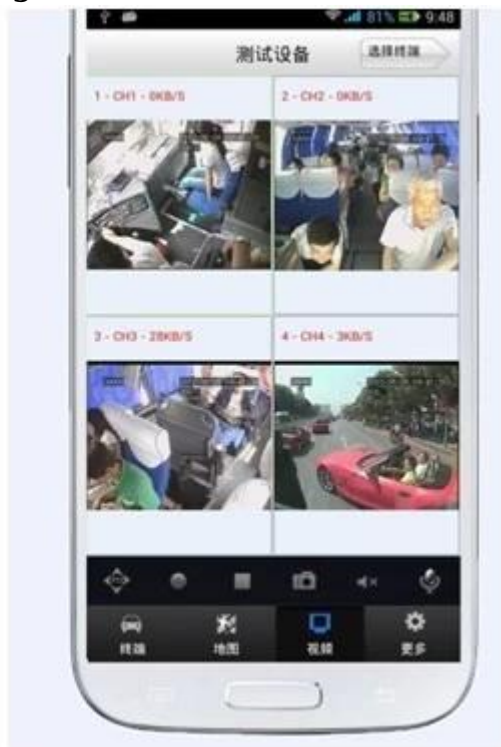 g
81% 9:48
测试设备
选择终端
1 - CH1 - 0KB/S
2 - CH2 - 0KB/S
3 - CH3 - 28KB/S
4 - CH4 - 3KB/S
终端
地图
视频
更多